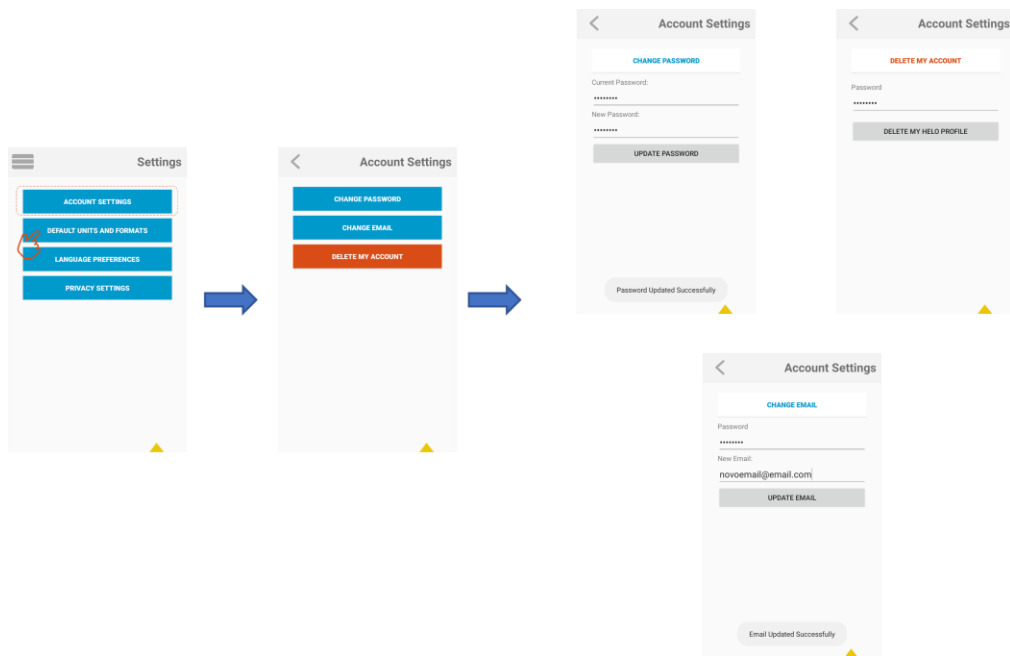 Settings
ACCOUNT SETTINGS
DEFAULT UNITS AND FORMATS
LANGUAGE PREFERENCES
PRIVACY SETTINGS
Account Settings
CHANGE PASSWORD
CHANGE EMAIL
DELETE MY ACCOUNT
Account Settings
CHANGE PASSWORD
Current Password:
••••••••
New Password:
••••••••
UPDATE PASSWORD
Password Updated Successfully
Account Settings
DELETE MY ACCOUNT
Password
••••••••
DELETE MY HELO PROFILE
Account Settings
CHANGE EMAIL
Password
••••••••
New Email:
novoemail@email.com
UPDATE EMAIL
Email Updated Successfully